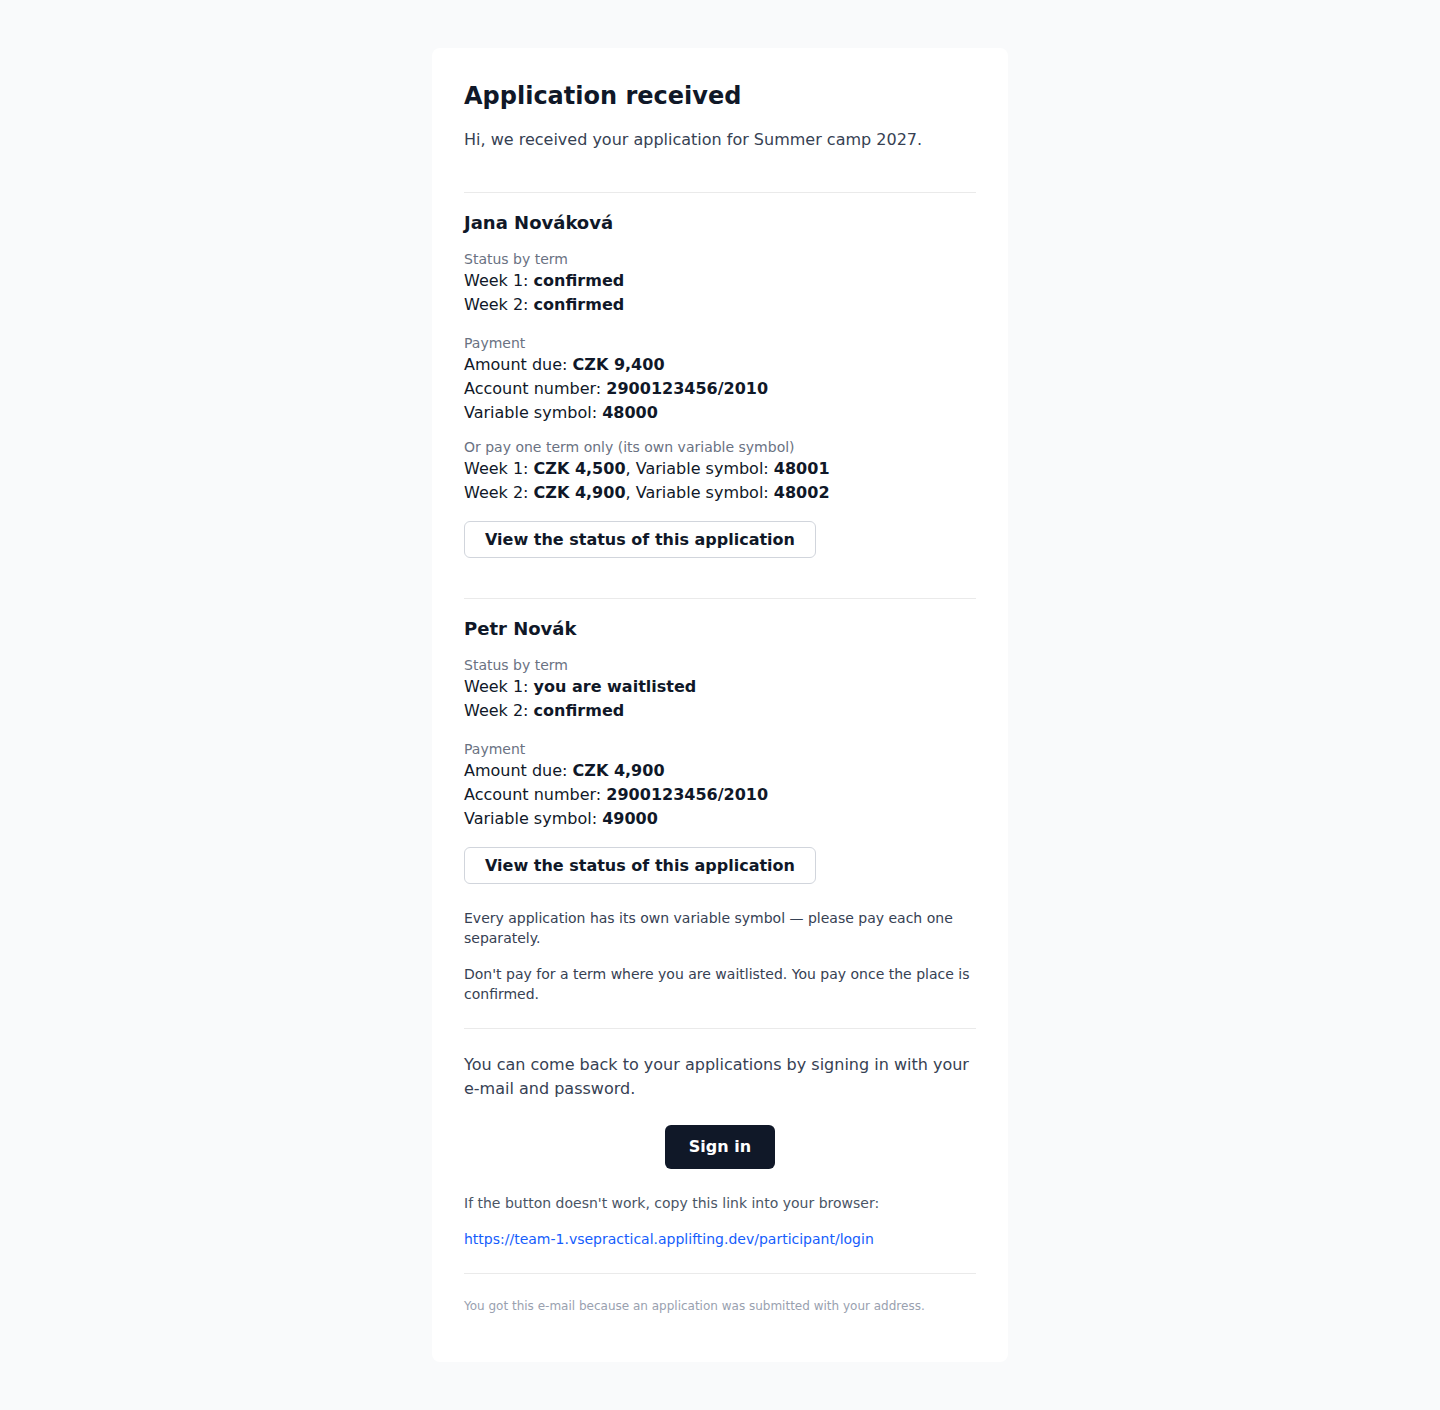 Application received
Hi, we received your application for Summer camp 2027.
Jana Nováková
Status by term
Week 1: confirmed
Week 2: confirmed
Payment
Amount due: CZK 9,400
Account number: 2900123456/2010
Variable symbol: 48000
Or pay one term only (its own variable symbol)
Week 1: CZK 4,500, Variable symbol: 48001
Week 2: CZK 4,900, Variable symbol: 48002
View the status of this application
Petr Novák
Status by term
Week 1: you are waitlisted
Week 2: confirmed
Payment
Amount due: CZK 4,900
Account number: 2900123456/2010
Variable symbol: 49000
View the status of this application
Every application has its own variable symbol — please pay each one
separately.
Don't pay for a term where you are waitlisted. You pay once the place is
confirmed.
You can come back to your applications by signing in with your
e-mail and password.
Sign in
If the button doesn't work, copy this link into your browser:
https://team-1.vsepractical.applifting.dev/participant/login
You got this e-mail because an application was submitted with your address.